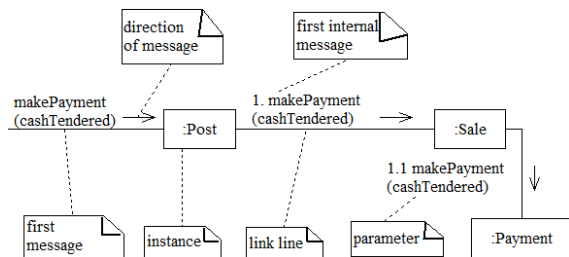 direction
of message
first internal
message
makePayment
(cashTendered)
:Post
1. makePayment
(cashTendered)
:Sale
1.1 makePayment
(cashTendered)
first
message
instance
link line
parameter
:Payment